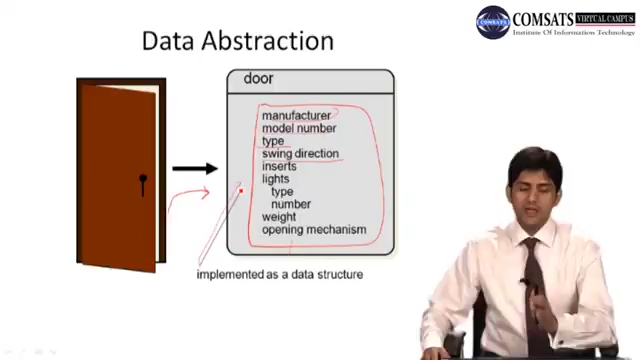 COMSATS
VIRTUAL CAMPUS
Institute Of Information Technology
COMSATS
Data Abstraction
door
manufacturer
model number
type
swing direction
inserts
lights
type
number
weight
opening mechanism
implemented as a data structure